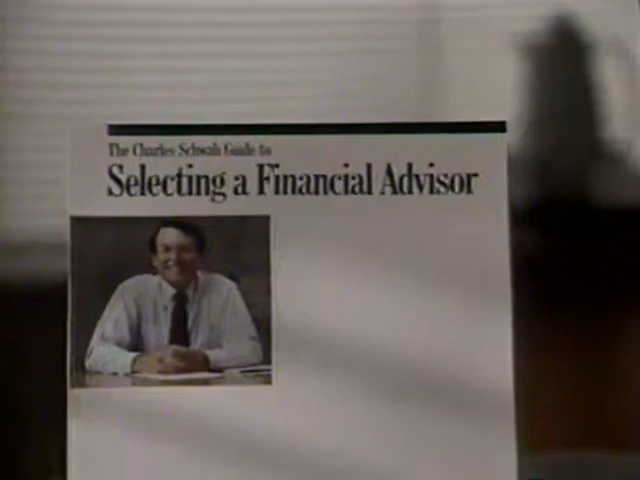 The Charles Schwab Guide to
Selecting a Financial Advisor